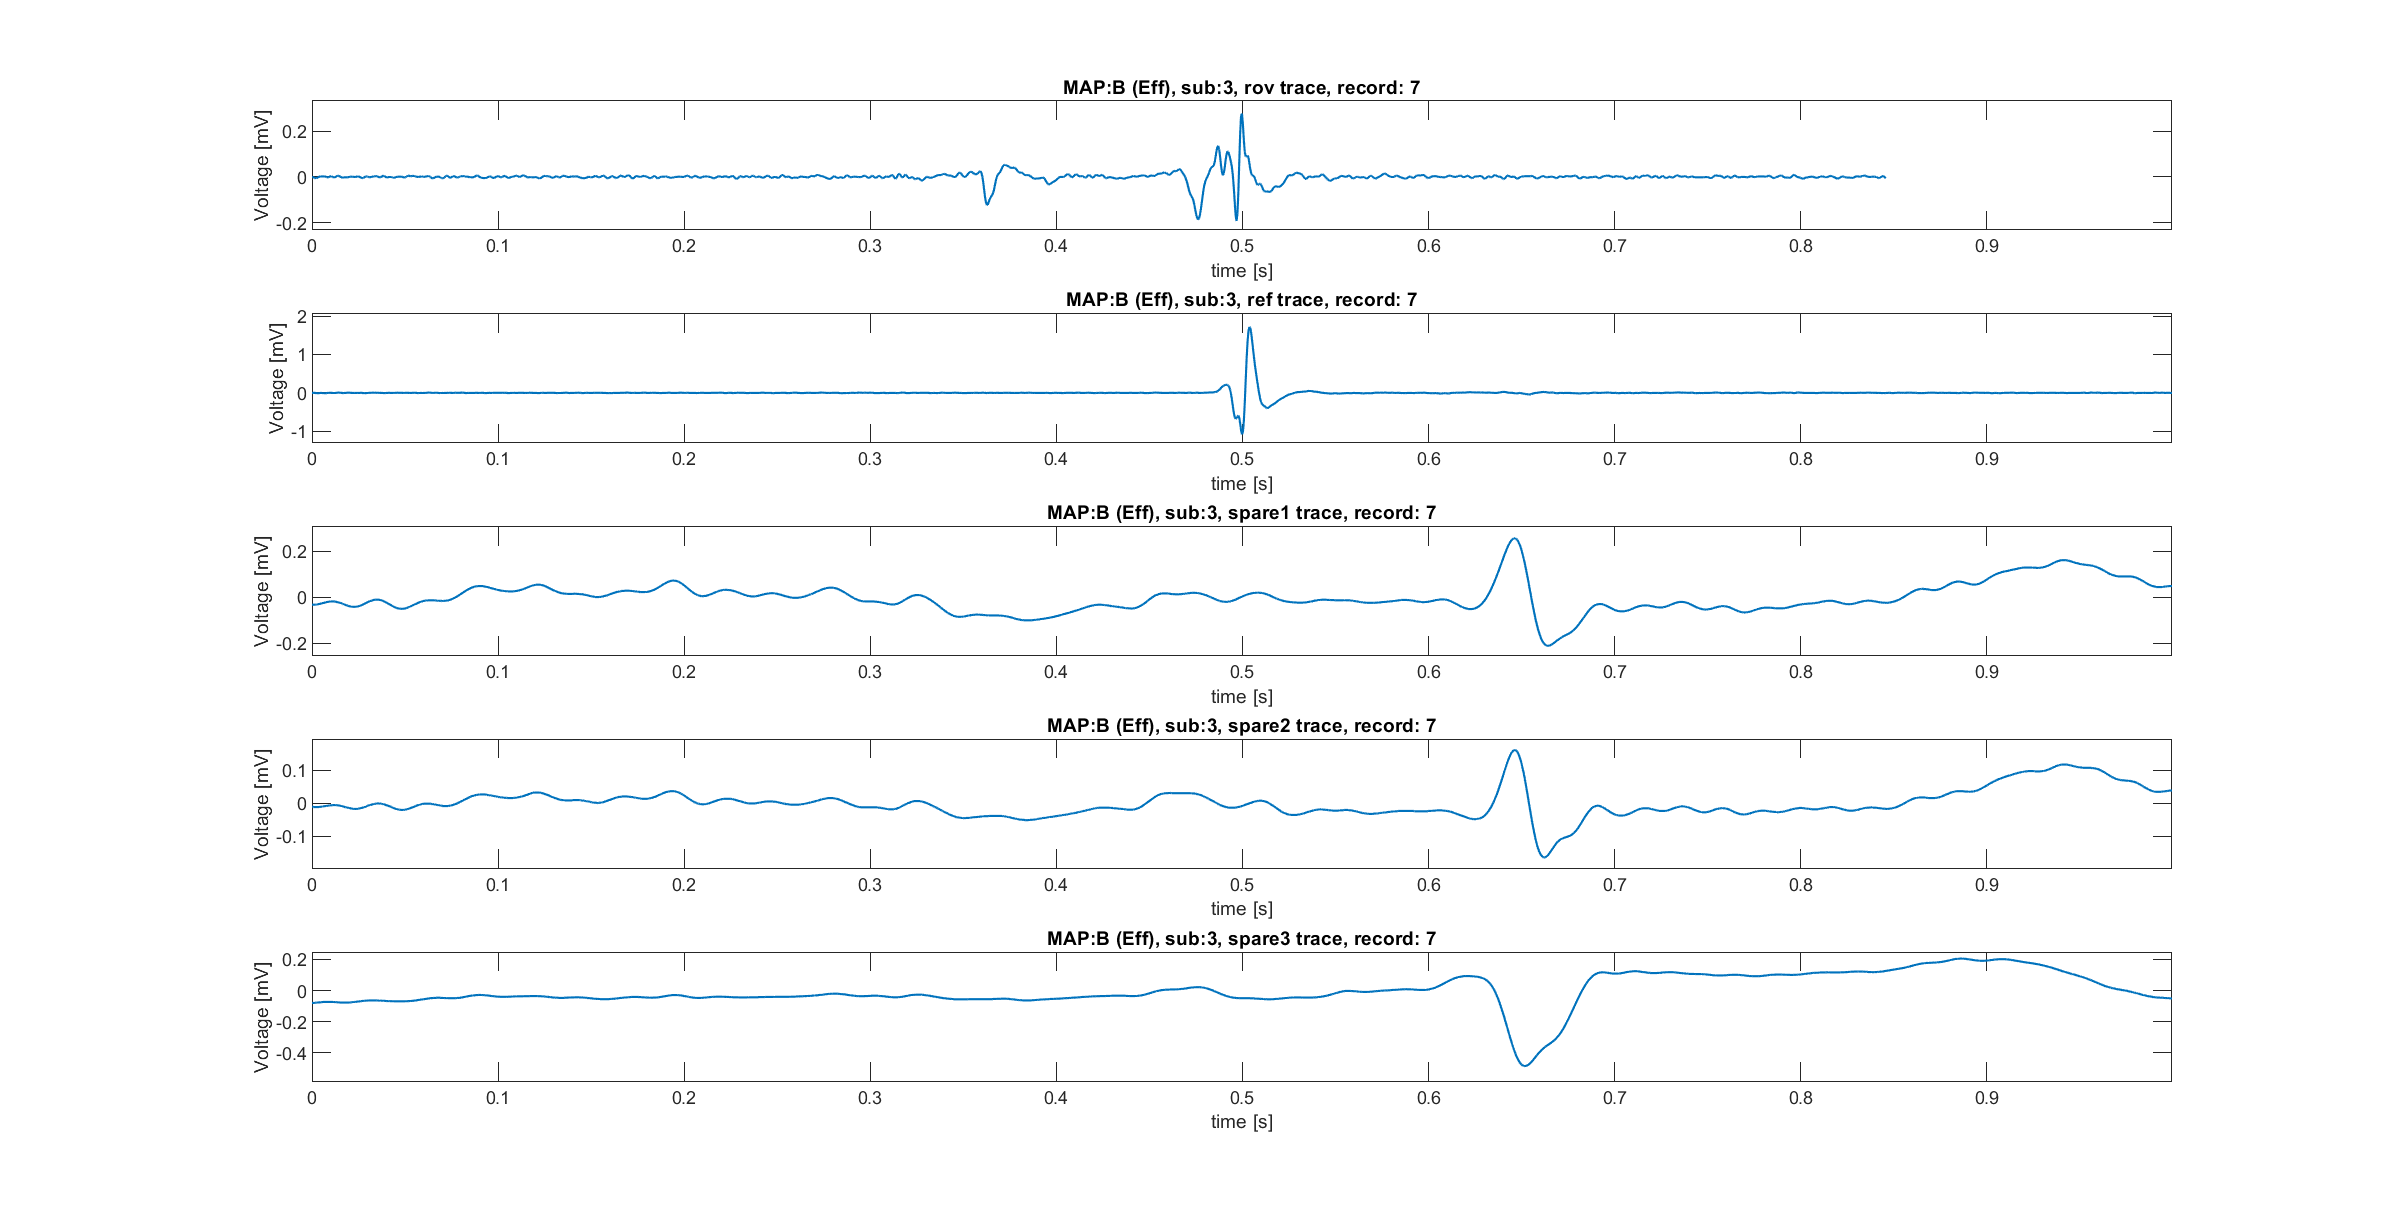 MAP:B (Eff), sub:3, rov trace, record: 7
Voltage [mV]
0.2
0
-0.2
0 0.1 0.2 0.3 0.4 0.5 0.6 0.7 0.8 0.9
time [s]
MAP:B (Eff), sub:3, ref trace, record: 7
Voltage [mV]
2
1
0
-1
0 0.1 0.2 0.3 0.4 0.5 0.6 0.7 0.8 0.9
time [s]
MAP:B (Eff), sub:3, spare1 trace, record: 7
Voltage [mV]
0.2
0
-0.2
0 0.1 0.2 0.3 0.4 0.5 0.6 0.7 0.8 0.9
time [s]
MAP:B (Eff), sub:3, spare2 trace, record: 7
Voltage [mV]
0.1
0
-0.1
0 0.1 0.2 0.3 0.4 0.5 0.6 0.7 0.8 0.9
time [s]
MAP:B (Eff), sub:3, spare3 trace, record: 7
Voltage [mV]
0.2
0
-0.2
-0.4
0 0.1 0.2 0.3 0.4 0.5 0.6 0.7 0.8 0.9
time [s]